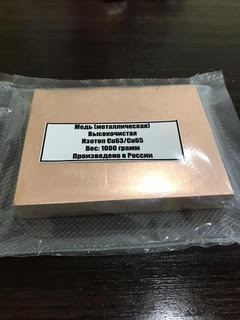 Медь (металлическая)
Высокочистая
Изотоп Cu63/Cu65
Вес: 1000 грамм
Произведено в России